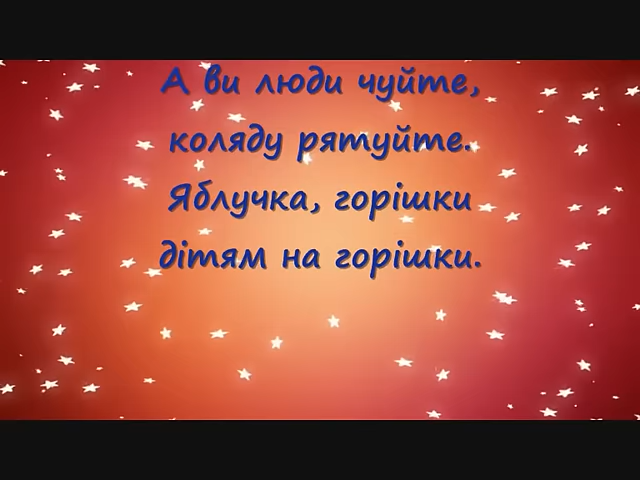 А ви люди чуйте,
коляду рятуйте.
Яблучка, горішки
дітям на горішки.